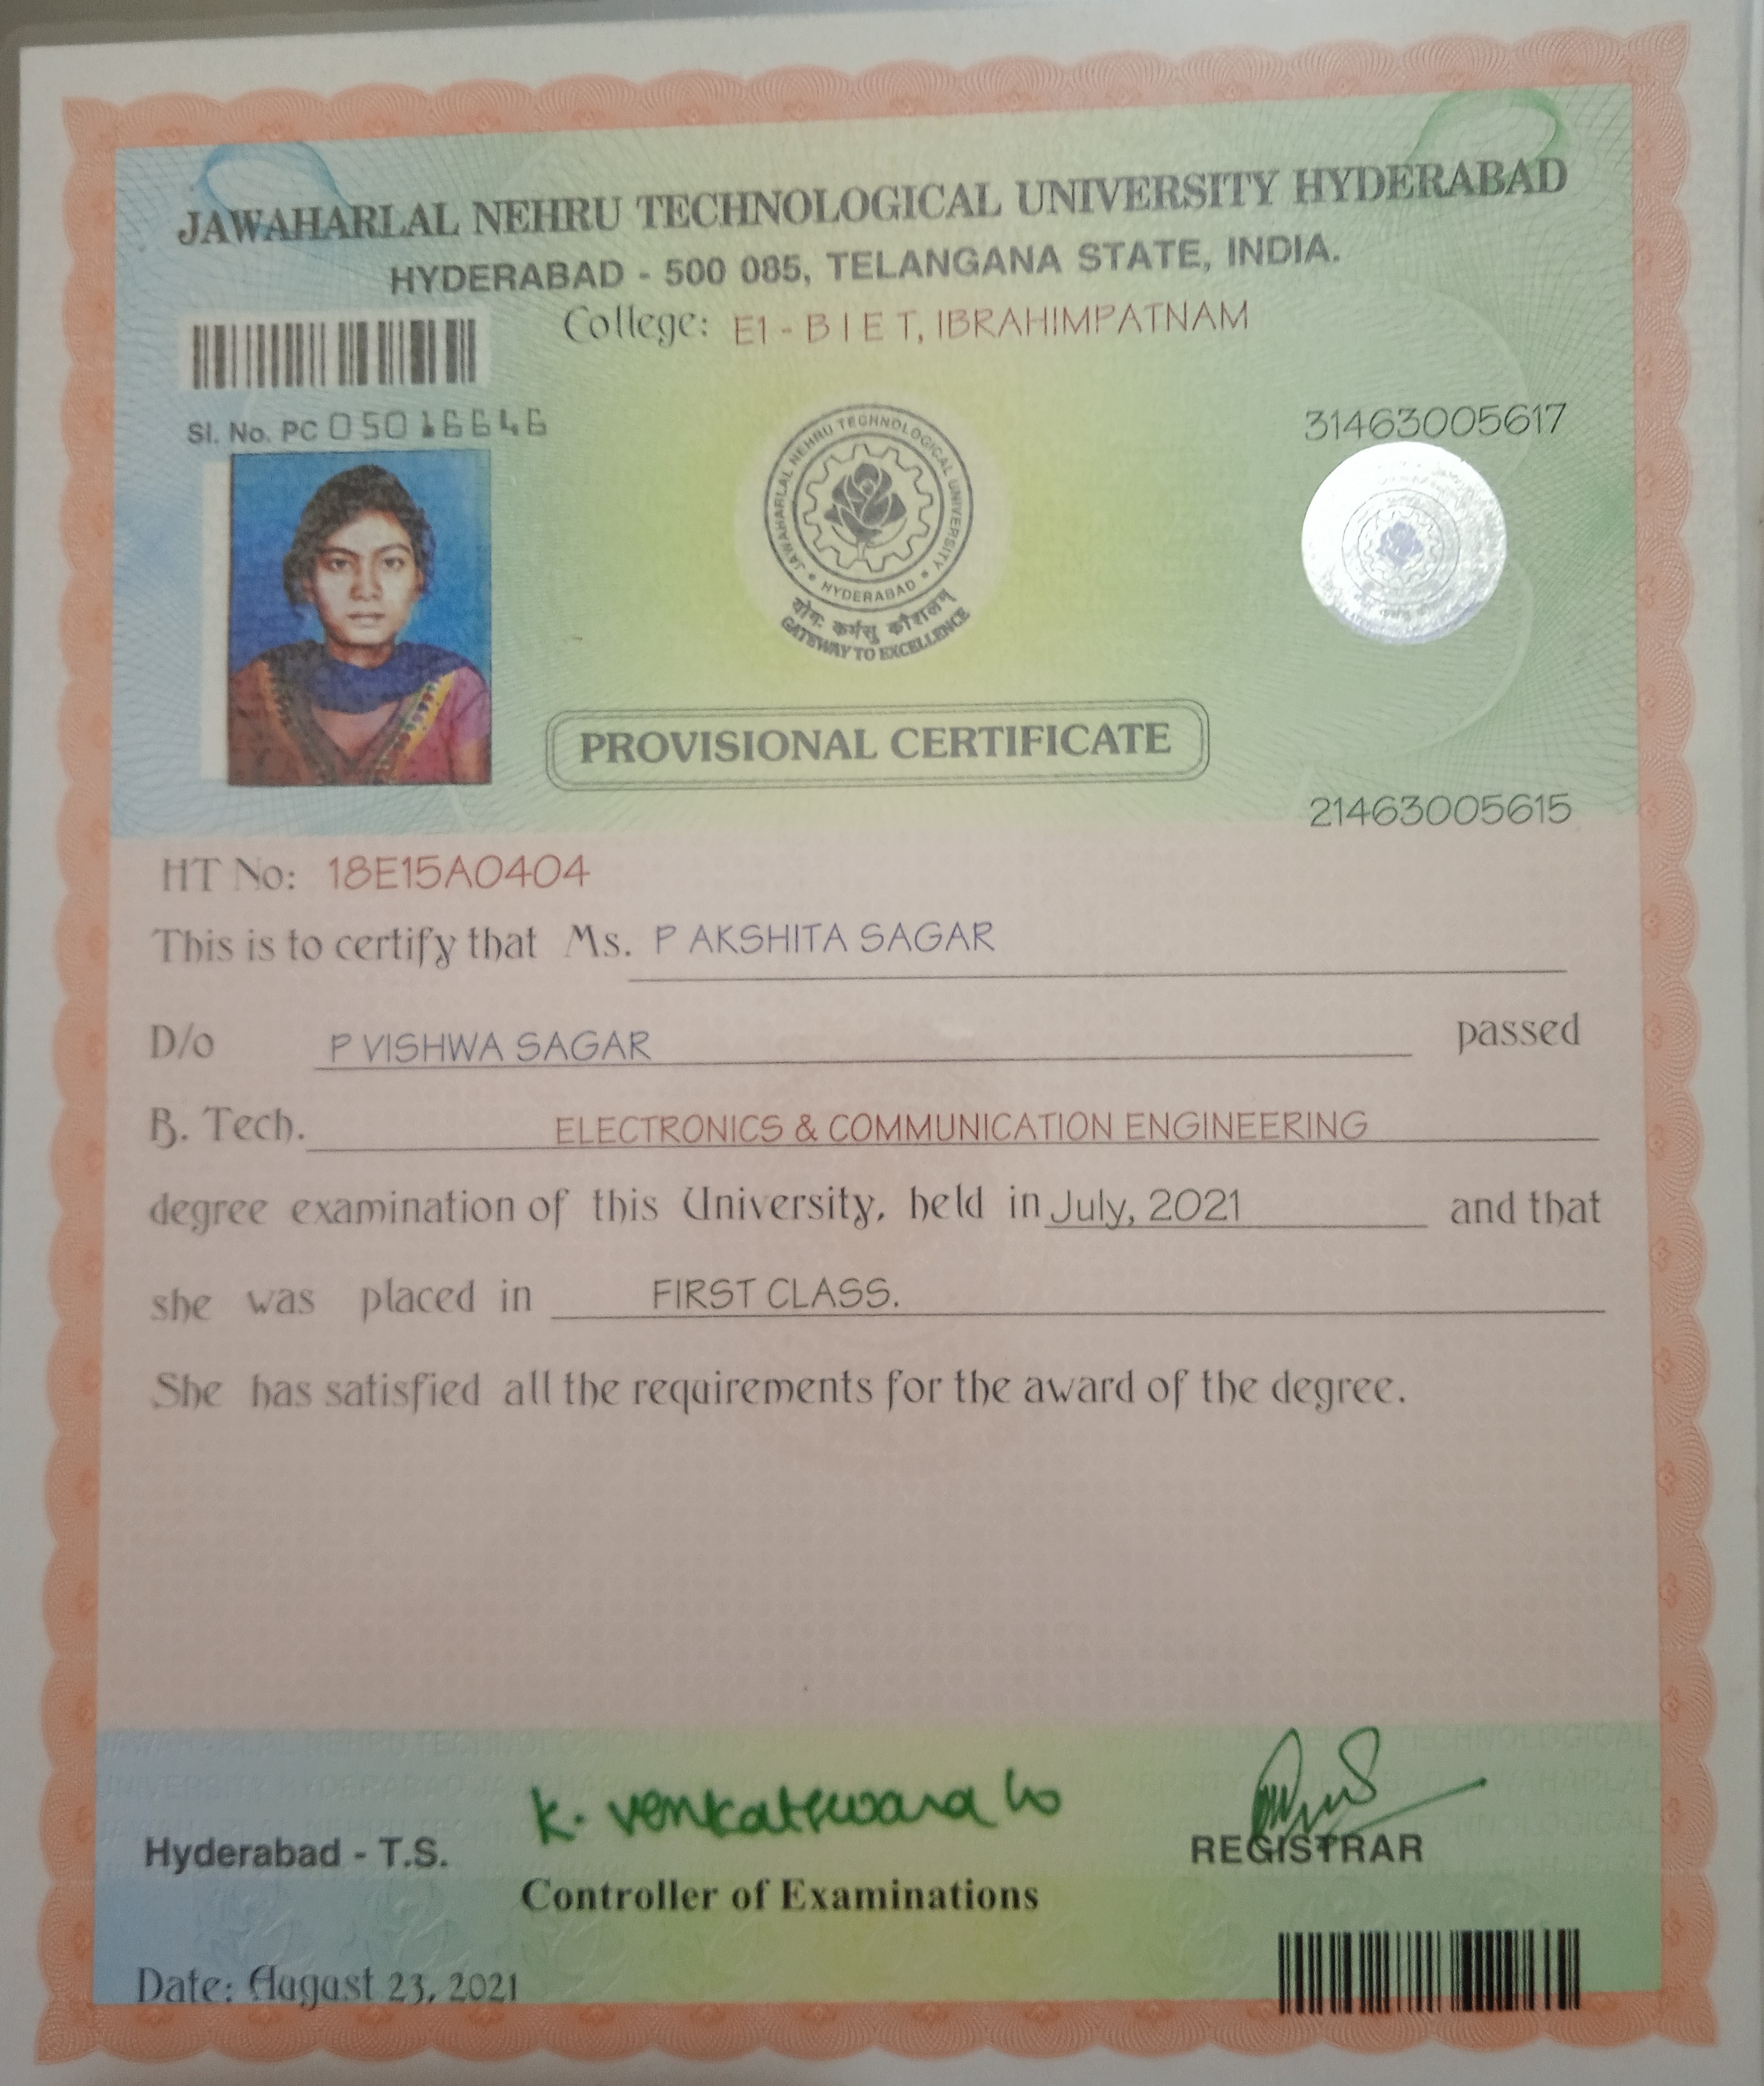 JAWAHARLAL NEHRU TECHNOLOGICAL UNIVERSITY HYDERABAD
HYDERABAD - 500 085, TELANGANA STATE, INDIA.
College: E1 - B I E T, IBRAHIMPATNAM
Sl. No. PC 05016646
31463005617
JAWAHARLAL NEHRU TECHNOLOGICAL UNIVERSITY
HYDERABAD
योगः कर्मसु कौशलम्
GATEWAY TO EXCELLENCE
PROVISIONAL CERTIFICATE
21463005615
HT No: 18E15A0404
This is to certify that Ms. P AKSHITA SAGAR
D/o P VISHWA SAGAR passed
B. Tech. ELECTRONICS & COMMUNICATION ENGINEERING
degree examination of this University, held in July, 2021 and that
she was placed in FIRST CLASS.
She has satisfied all the requirements for the award of the degree.
K. Venkateswara
Hyderabad - T.S. REGISTRAR
Controller of Examinations
Date: August 23, 2021